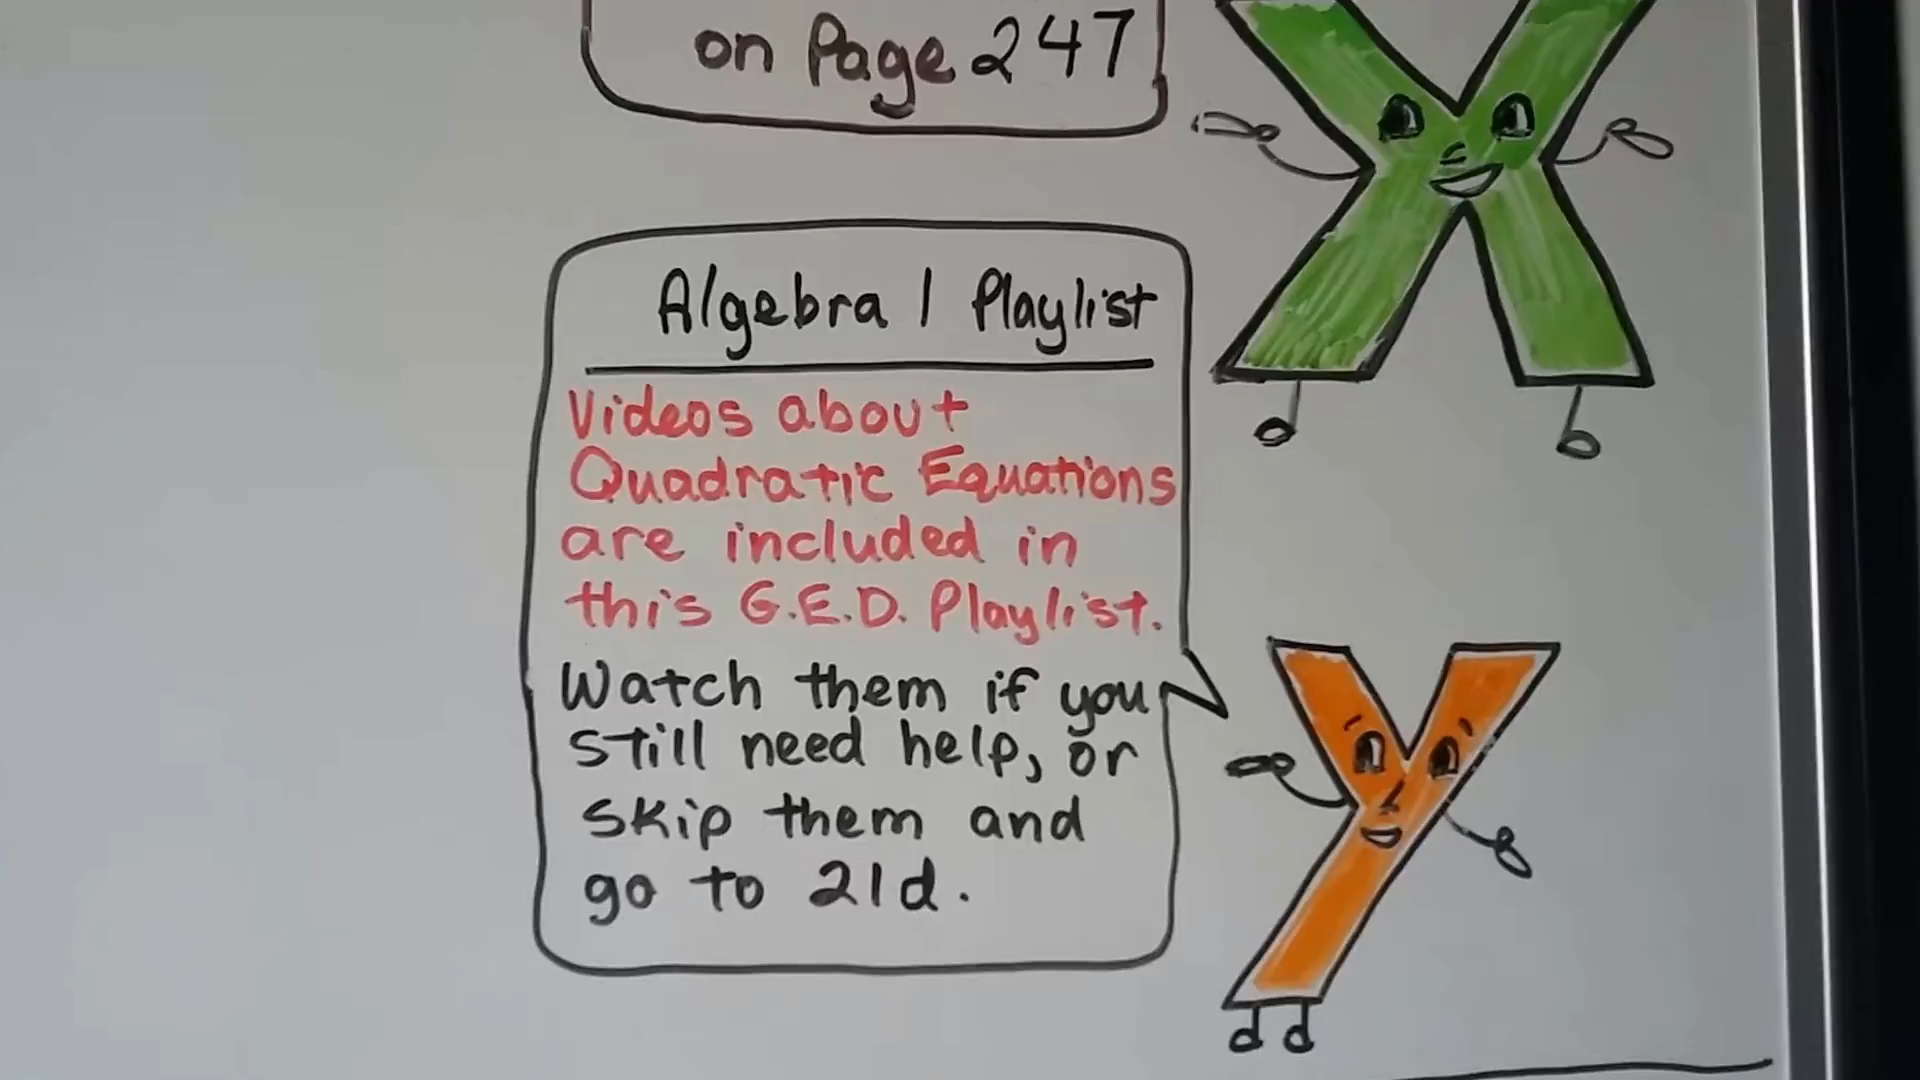 on Page 247
Algebra 1 Playlist
Videos about
Quadratic Equations
are included in
this G.E.D. Playlist.
Watch them if you
still need help, or
skip them and
go to 21d.